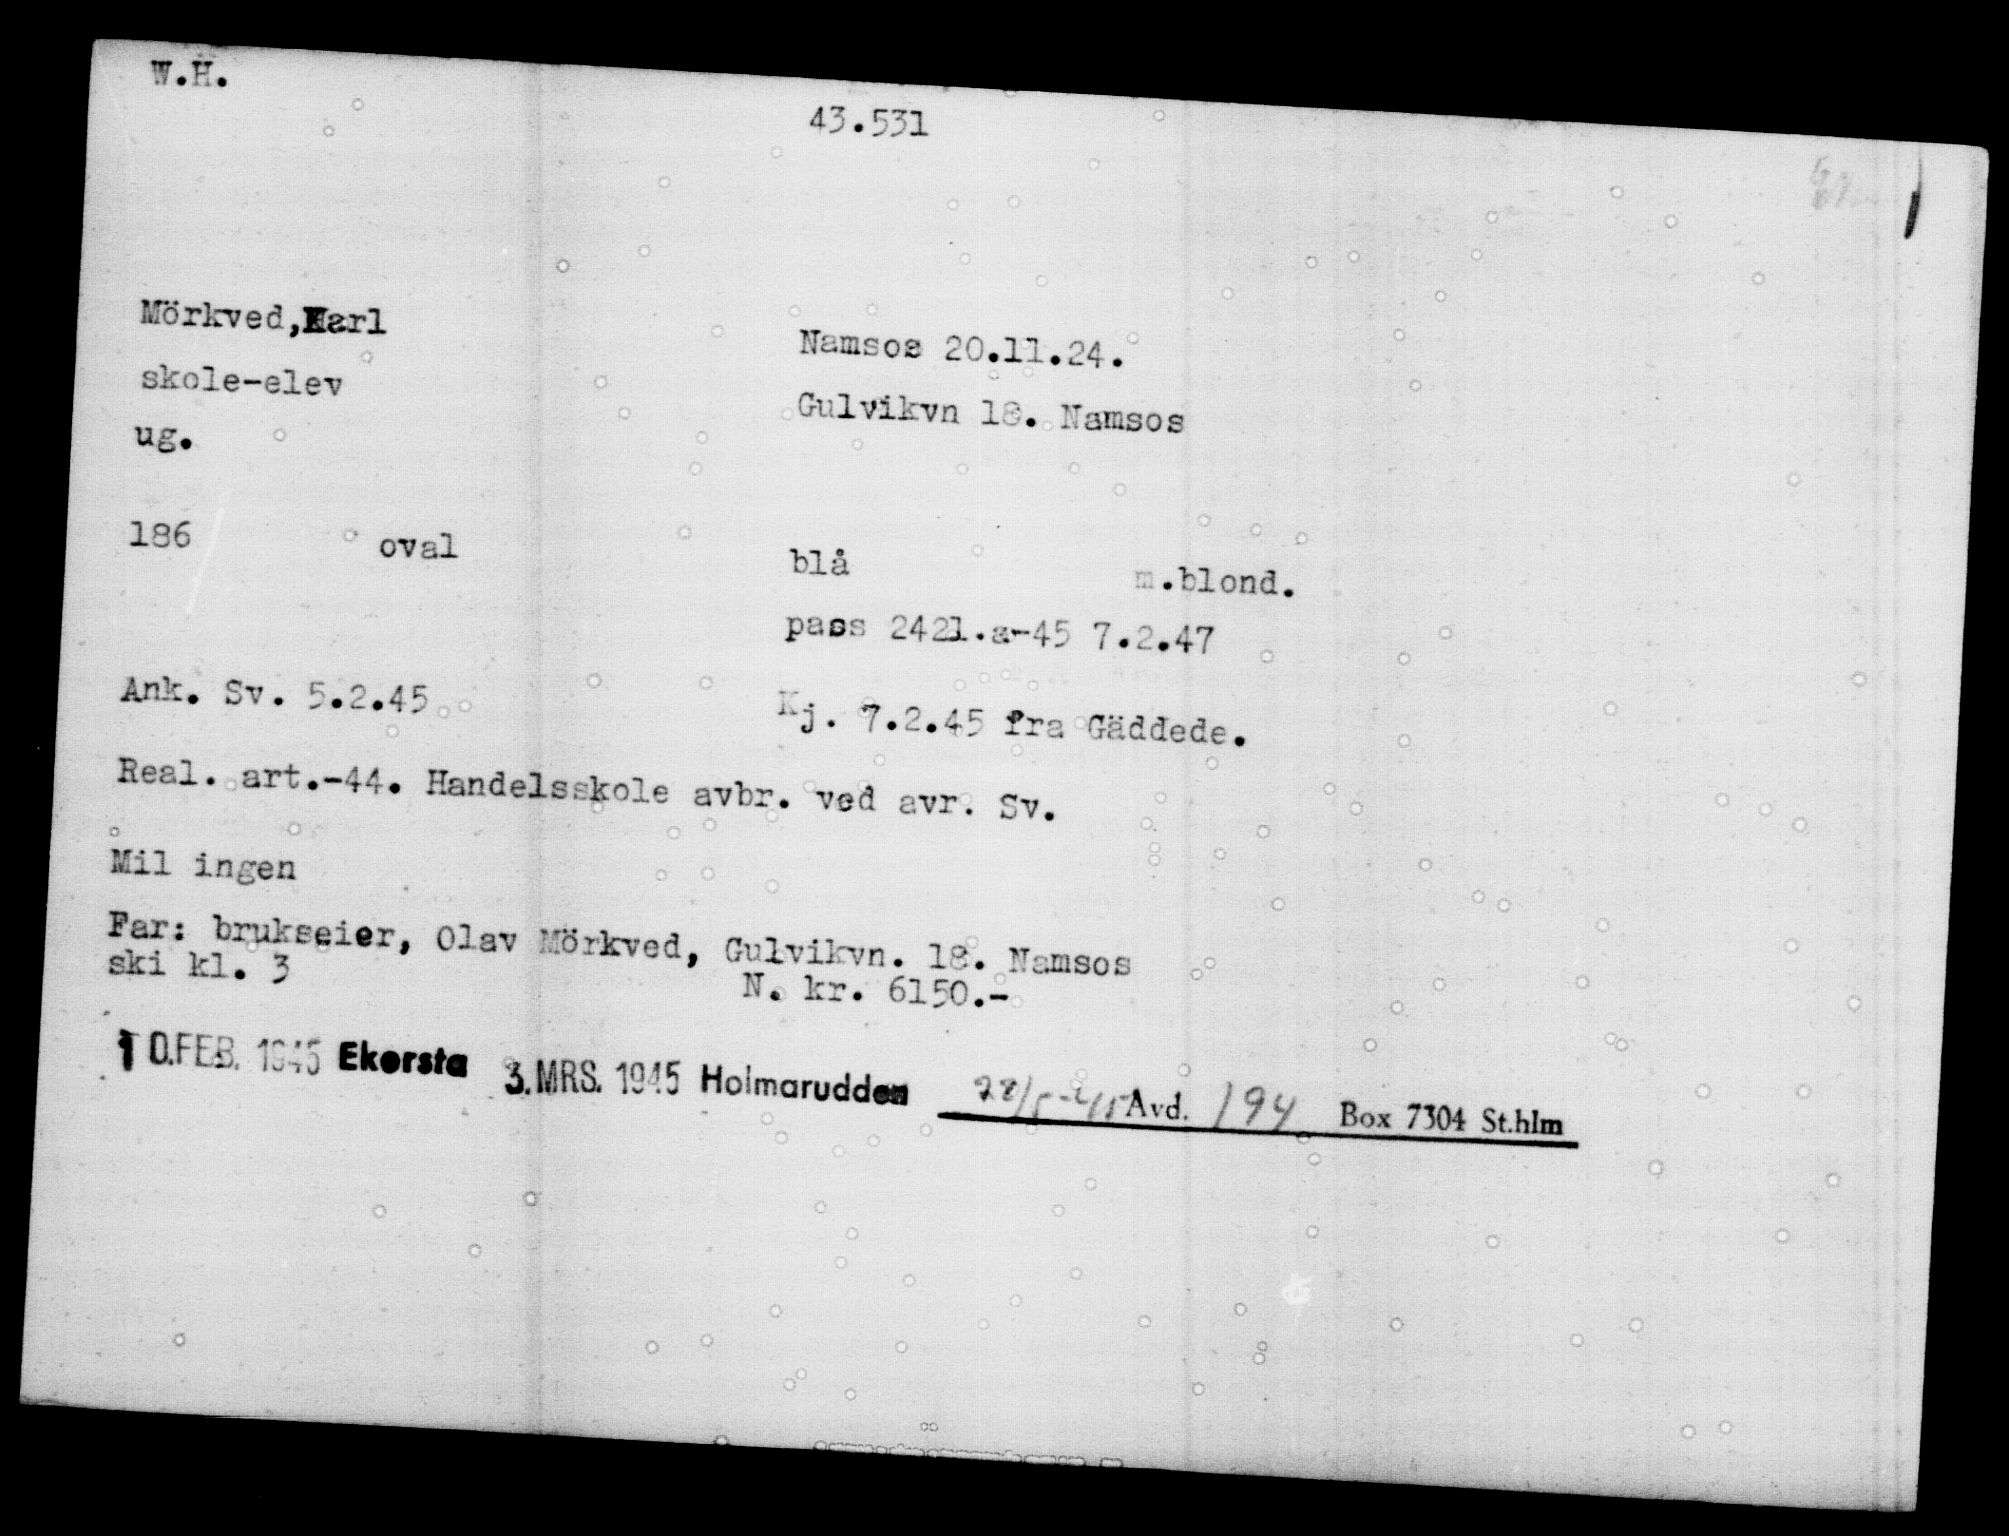 W.H.
43.531
Mörkved, Karl
Namsos 20.11.24.
skole-elev
Gulvikvn 18. Namsos
ug.
186 oval blå m.blond.
pass 2421.a-45 7.2.47
Ank. Sv. 5.2.45 Kj. 7.2.45 fra Gäddede.
Real. art.-44. Handelsskole avbr. ved avr. Sv.
Mil ingen
Far: brukseier, Olav Mörkved, Gulvikvn. 18. Namsos
ski kl. 3 N. kr. 6150.-
10.FEB. 1945 Ekersta 3.MRS. 1945 Holmarudden 28/5-45 Avd. 194 Box 7304 St.hlm